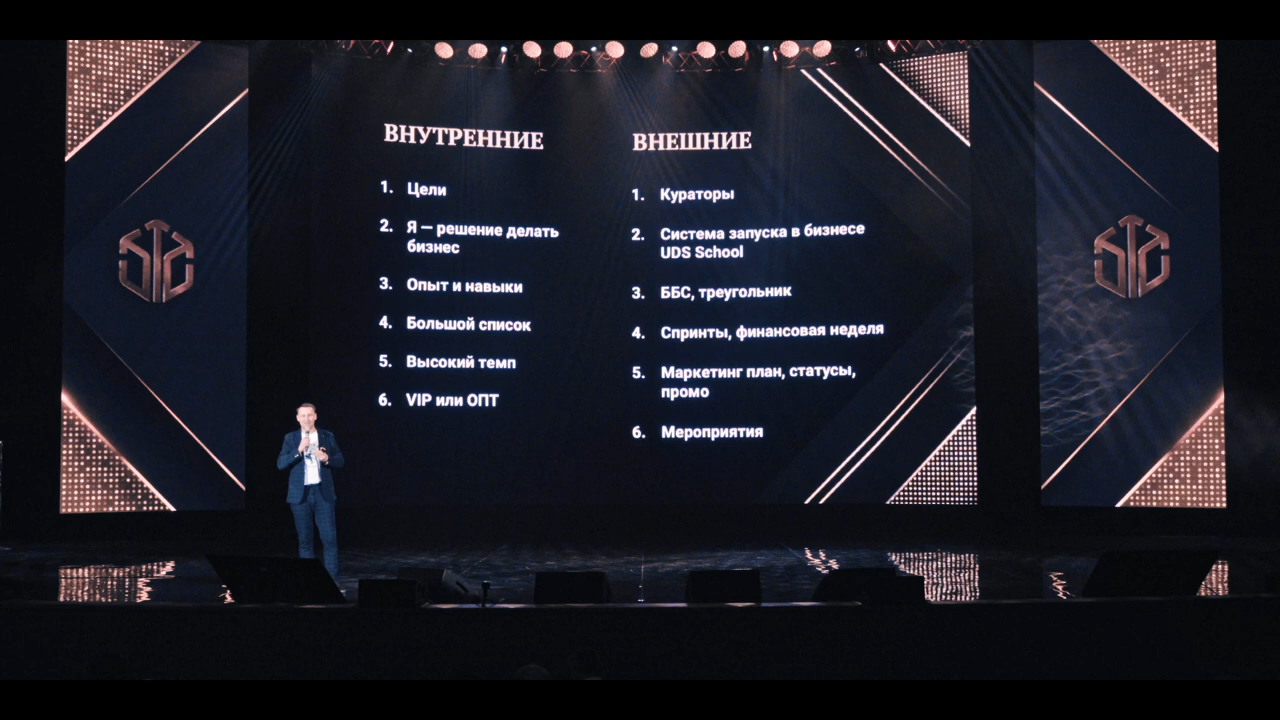 ВНУТРЕННИЕ
1. Цели
2. Я — решение делать
бизнес
3. Опыт и навыки
4. Большой список
5. Высокий темп
6. VIP или ОПТ
ВНЕШНИЕ
1. Кураторы
2. Система запуска в бизнесе
UDS School
3. ББС, треугольник
4. Спринты, финансовая неделя
5. Маркетинг план, статусы,
промо
6. Мероприятия